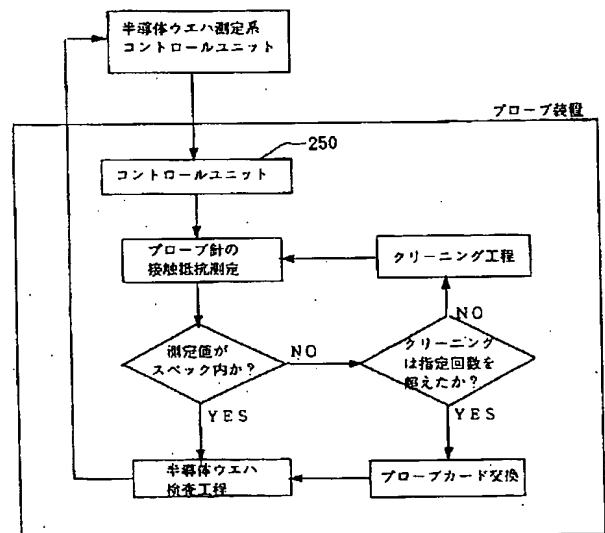 半導体ウエハ測定系
コントロールユニット
プローブ装置
250
コントロールユニット
プローブ針の
接触抵抗測定
クリーニング工程
NO
測定値が
スペック内か?
NO
クリーニング
は指定回数を
超えたか?
YES
YES
半導体ウエハ
検査工程
プローブカード交換